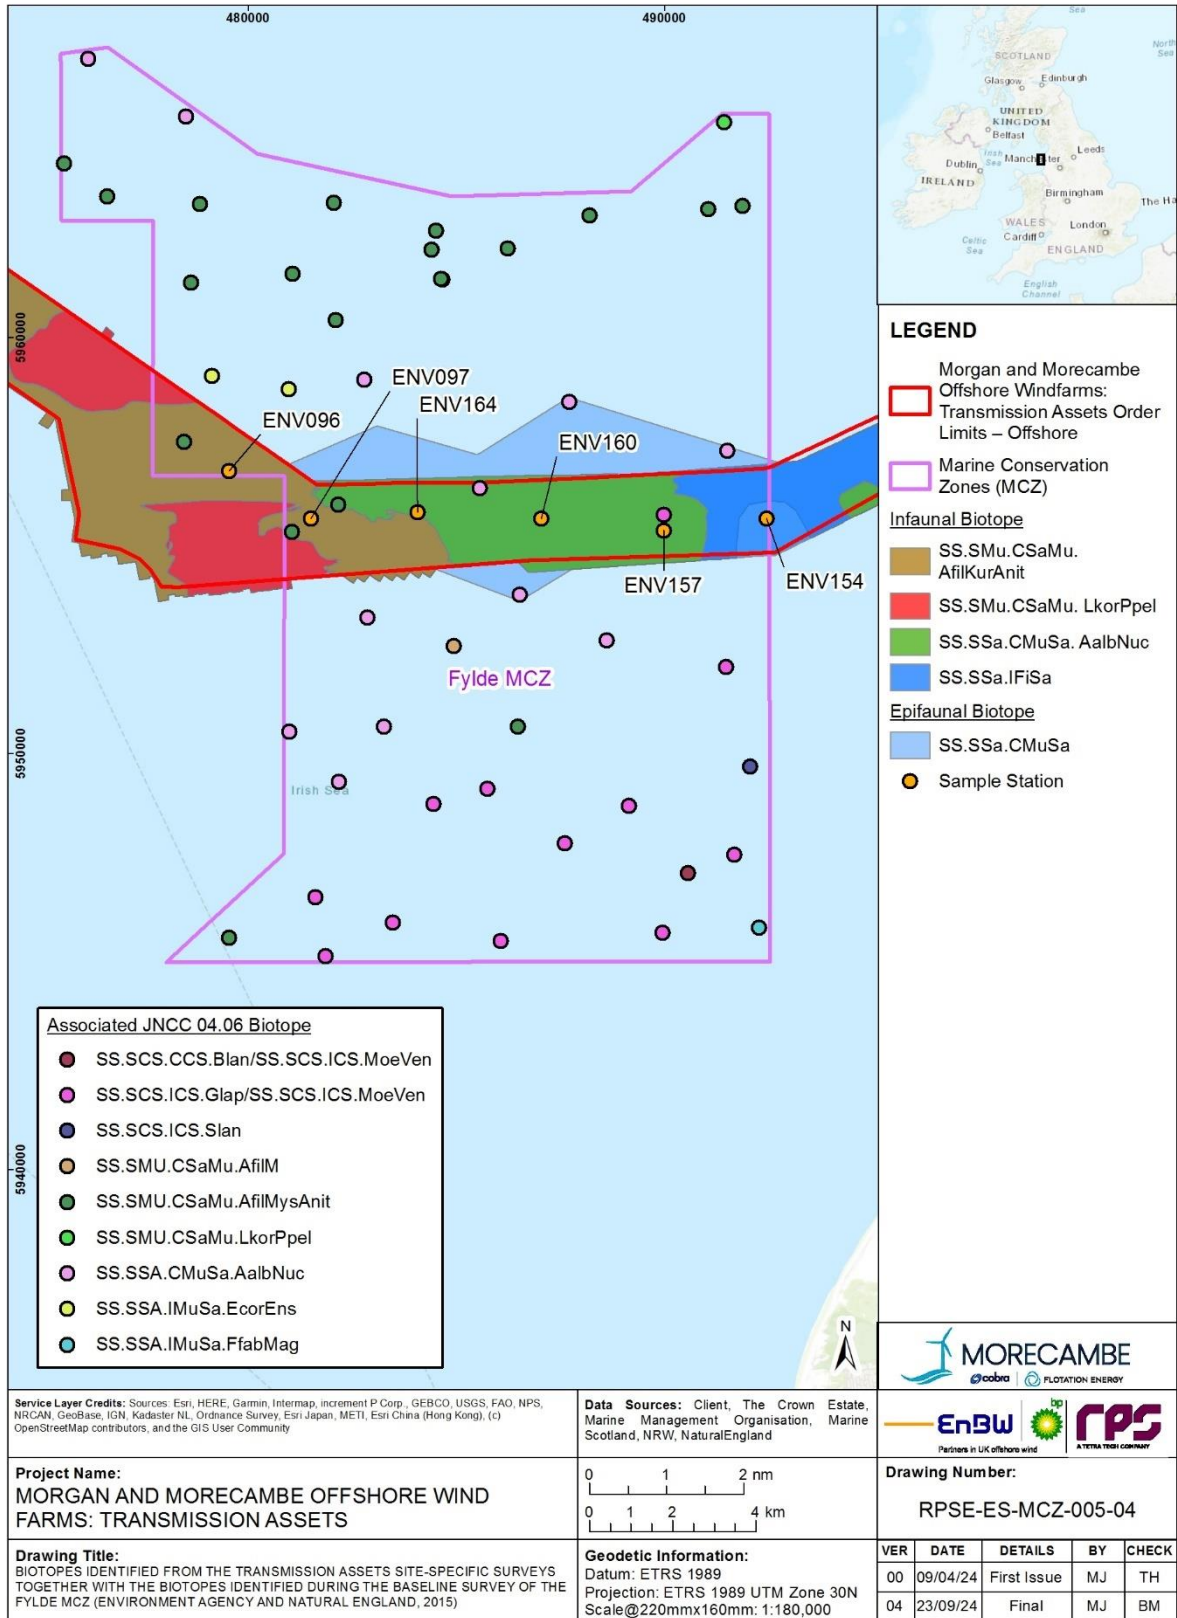 480000
490000
5960000
5950000
5940000
ENV097
ENV164
ENV096
ENV160
ENV157
ENV154
Fylde MCZ
Irish Sea
Sea
North
Sea
SCOTLAND
Glasgow
Edinburgh
UNITED
KINGDOM
Belfast
Irish
Sea
Manchester
Leeds
Dublin
IRELAND
Birmingham
The Ha
WALES
London
Cardiff
Celtic
Sea
ENGLAND
English
Channel
LEGEND
Morgan and Morecambe
Offshore Windfarms:
Transmission Assets Order
Limits – Offshore
Marine Conservation
Zones (MCZ)
Infaunal Biotope
SS.SMu.CSaMu.
AfilKurAnit
SS.SMu.CSaMu. LkorPpel
SS.SSa.CMuSa. AalbNuc
SS.SSa.IFiSa
Epifaunal Biotope
SS.SSa.CMuSa
Sample Station
Associated JNCC 04.06 Biotope
SS.SCS.CCS.Blan/SS.SCS.ICS.MoeVen
SS.SCS.ICS.Glap/SS.SCS.ICS.MoeVen
SS.SCS.ICS.Slan
SS.SMU.CSaMu.AfilM
SS.SMU.CSaMu.AfilMysAnit
SS.SMU.CSaMu.LkorPpel
SS.SSA.CMuSa.AalbNuc
SS.SSA.IMuSa.EcorEns
SS.SSA.IMuSa.FfabMag
N
MORECAMBE
cobra FLOTATION ENERGY
Service Layer Credits: Sources: Esri, HERE, Garmin, Intermap, increment P Corp., GEBCO, USGS, FAO, NPS,
NRCAN, GeoBase, IGN, Kadaster NL, Ordnance Survey, Esri Japan, METI, Esri China (Hong Kong), (c)
OpenStreetMap contributors, and the GIS User Community
Data Sources: Client, The Crown Estate,
Marine Management Organisation, Marine
Scotland, NRW, NaturalEngland
EnBW bp
Partners in UK offshore wind
rps
A TETRA TECH COMPANY
Project Name:
MORGAN AND MORECAMBE OFFSHORE WIND
FARMS: TRANSMISSION ASSETS
0 1 2 nm
0 1 2 4 km
Drawing Number:
RPSE-ES-MCZ-005-04
Drawing Title:
BIOTOPES IDENTIFIED FROM THE TRANSMISSION ASSETS SITE-SPECIFIC SURVEYS
TOGETHER WITH THE BIOTOPES IDENTIFIED DURING THE BASELINE SURVEY OF THE
FYLDE MCZ (ENVIRONMENT AGENCY AND NATURAL ENGLAND, 2015)
Geodetic Information:
Datum: ETRS 1989
Projection: ETRS 1989 UTM Zone 30N
Scale@220mmx160mm: 1:180,000
VER DATE DETAILS BY CHECK
00 09/04/24 First Issue MJ TH
04 23/09/24 Final MJ BM